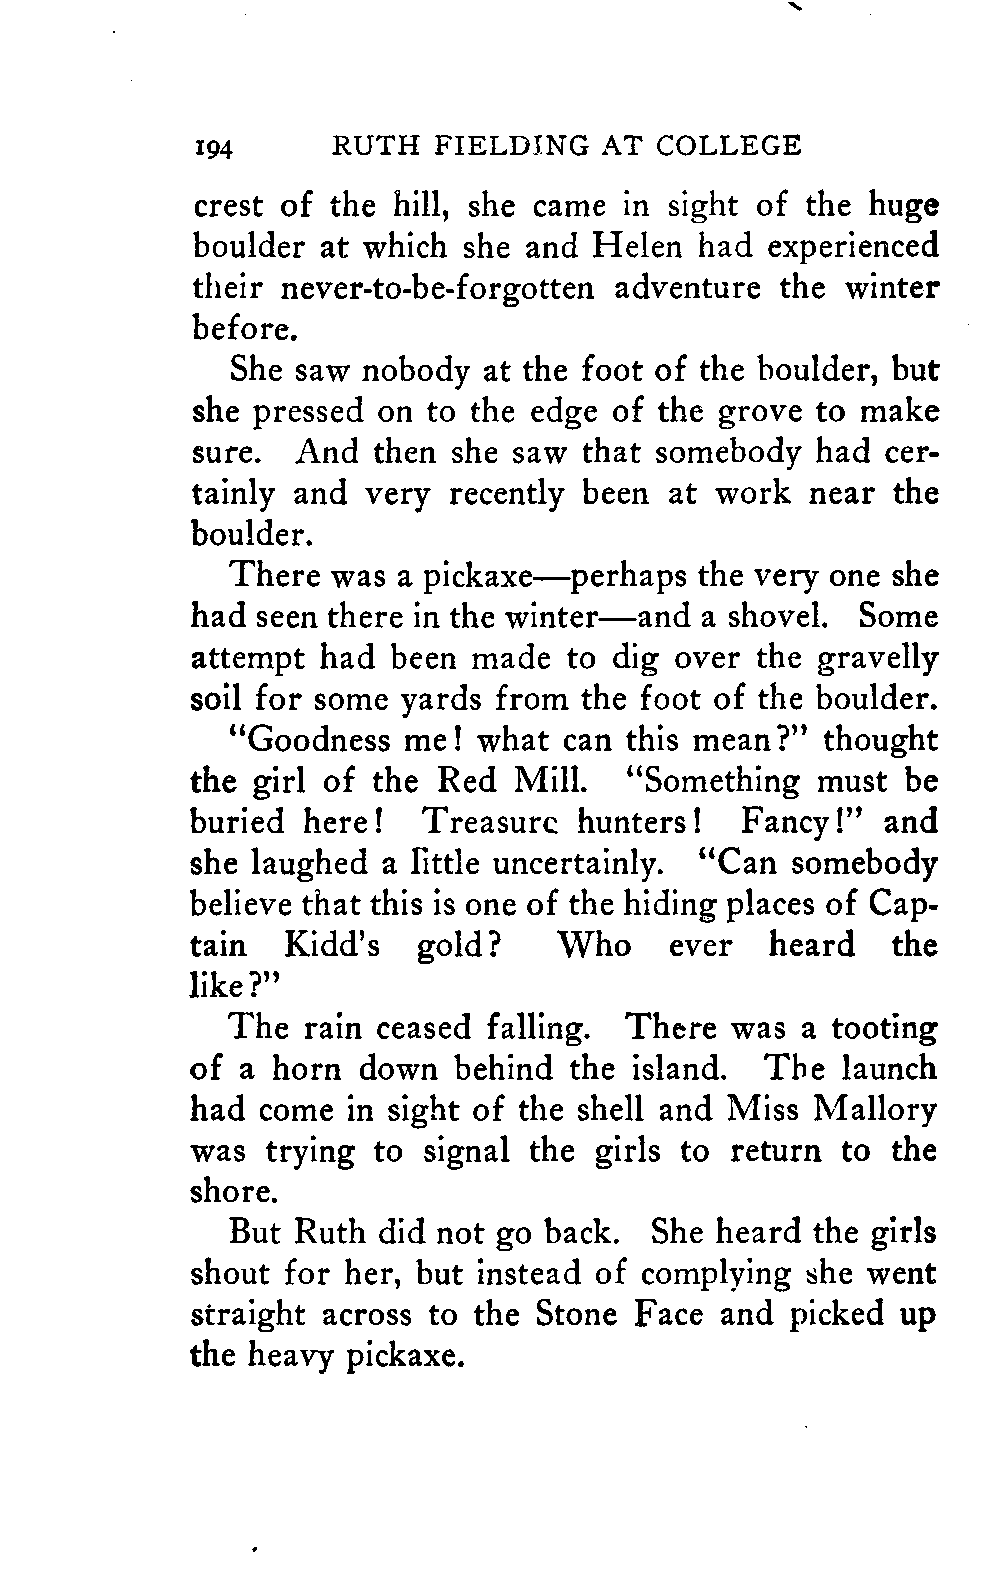 194 RUTH FIELDING AT COLLEGE
crest of the hill, she came in sight of the huge
boulder at which she and Helen had experienced
their never-to-be-forgotten adventure the winter
before.
She saw nobody at the foot of the boulder, but
she pressed on to the edge of the grove to make
sure. And then she saw that somebody had cer-
tainly and very recently been at work near the
boulder.
There was a pickaxe—perhaps the very one she
had seen there in the winter—and a shovel. Some
attempt had been made to dig over the gravelly
soil for some yards from the foot of the boulder.
"Goodness me! what can this mean?" thought
the girl of the Red Mill. "Something must be
buried here! Treasure hunters! Fancy!" and
she laughed a little uncertainly. "Can somebody
believe that this is one of the hiding places of Cap-
tain Kidd's gold? Who ever heard the
like?"
The rain ceased falling. There was a tooting
of a horn down behind the island. The launch
had come in sight of the shell and Miss Mallory
was trying to signal the girls to return to the
shore.
But Ruth did not go back. She heard the girls
shout for her, but instead of complying she went
straight across to the Stone Face and picked up
the heavy pickaxe.